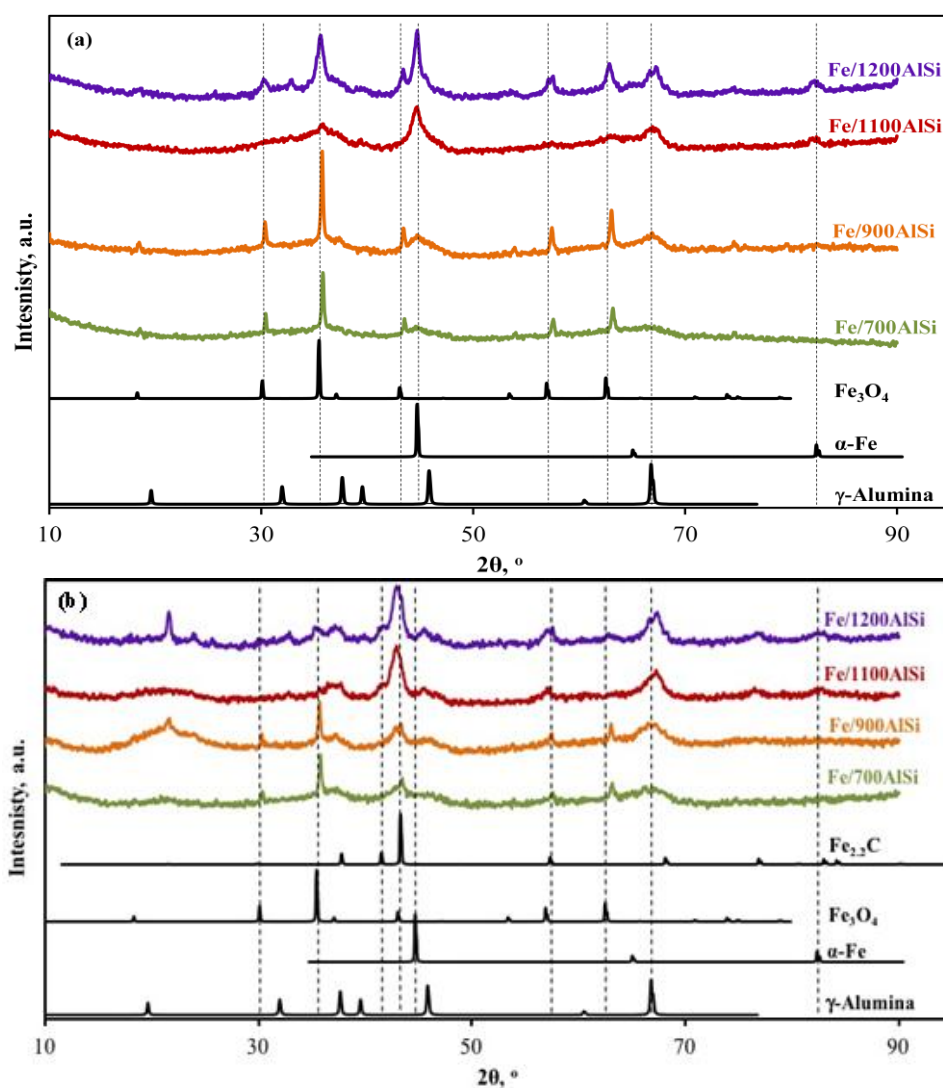 (a)
Fe/1200AlSi
Fe/1100AlSi
Fe/900AlSi
Fe/700AlSi
Fe₃O₄
α-Fe
γ-Alumina
Intesnisty, a.u.
10 30 50 70 90
2θ, °
(b )
Fe/1200AlSi
Fe/1100AlSi
Fe/900AlSi
Fe/700AlSi
Fe₂.₂C
Fe₃O₄
α-Fe
γ-Alumina
Intesnisty, a.u.
10 30 50 70 90
2θ, °